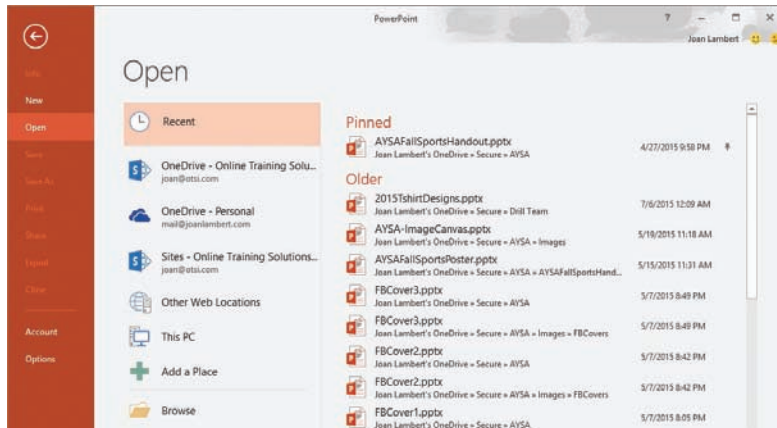 PowerPoint
?
Joan Lambert
Open
Info
New
Open
Save
Save As
Print
Share
Export
Close
Account
Options
Recent
OneDrive - Online Training Solu...
joan@otsi.com
OneDrive - Personal
mail@joanlambert.com
Sites - Online Training Solutions...
joan@otsi.com
Other Web Locations
This PC
Add a Place
Browse
Pinned
AYSAFallSportsHandout.pptx 4/27/2015 9:58 PM
Joan Lambert's OneDrive » Secure » AYSA
Older
2015TshirtDesigns.pptx 7/6/2015 12:09 AM
Joan Lambert's OneDrive » Secure » Drill Team
AYSA-ImageCanvas.pptx 5/19/2015 11:18 AM
Joan Lambert's OneDrive » Secure » AYSA » Images
AYSAFallSportsPoster.pptx 5/15/2015 11:31 AM
Joan Lambert's OneDrive » Secure » AYSA » AYSAFallSportsHand...
FBCover3.pptx 5/7/2015 8:49 PM
Joan Lambert's OneDrive » Secure » AYSA
FBCover3.pptx 5/7/2015 8:49 PM
Joan Lambert's OneDrive » Secure » AYSA » Images » FBCovers
FBCover2.pptx 5/7/2015 8:42 PM
Joan Lambert's OneDrive » Secure » AYSA
FBCover2.pptx 5/7/2015 8:42 PM
Joan Lambert's OneDrive » Secure » AYSA » Images » FBCovers
FBCover1.pptx 5/7/2015 8:05 PM
Joan Lambert's OneDrive » Secure » AYSA